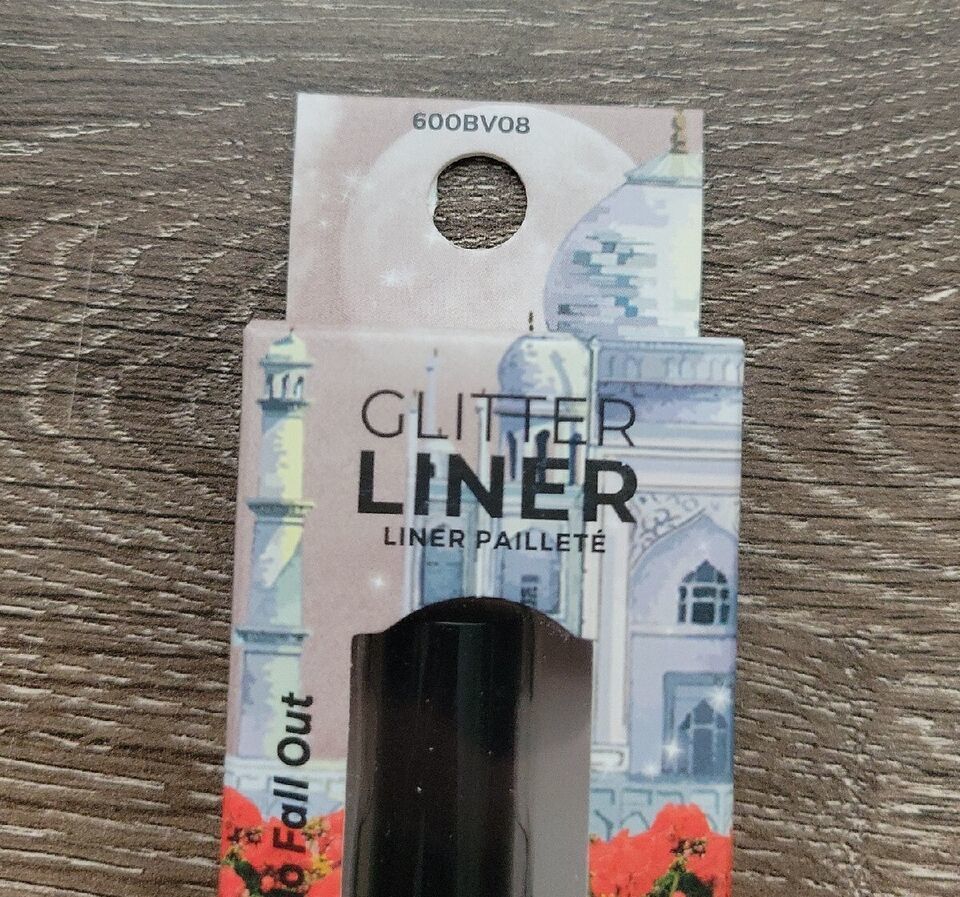 600BV08
GLITTER
LINER
LINER PAILLETÉ
Fall Out